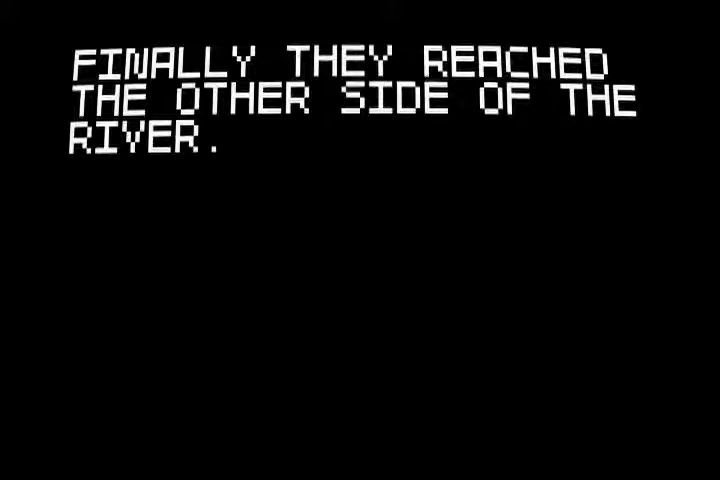 FINALLY THEY REACHED
THE OTHER SIDE OF THE
RIVER.